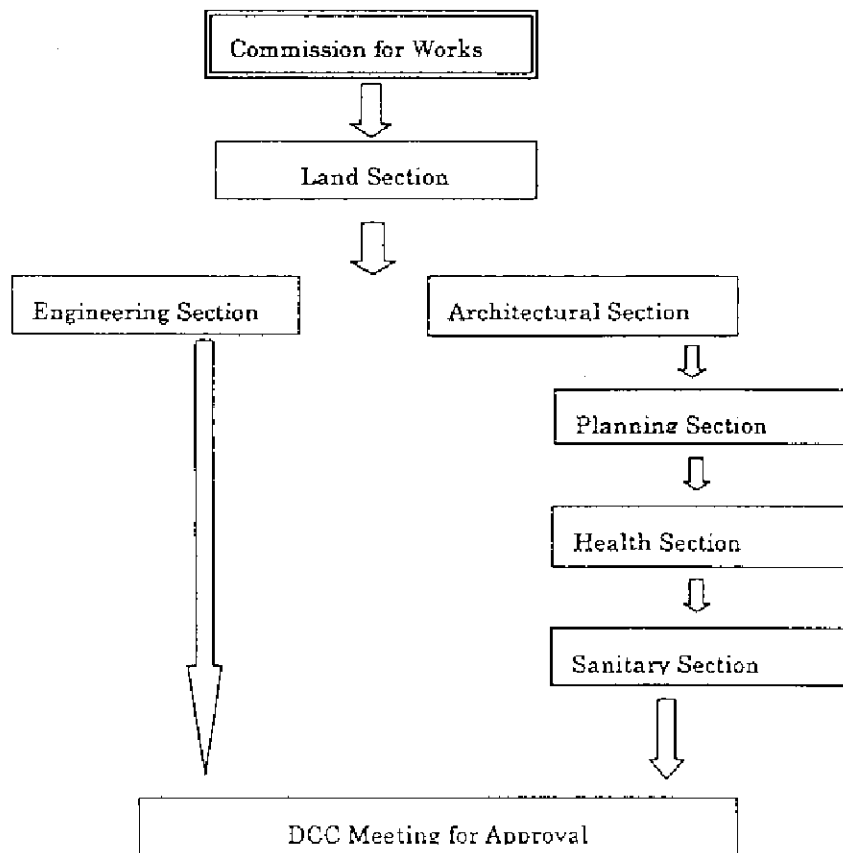 Commission for Works
Land Section
Engineering Section
Architectural Section
Planning Section
Health Section
Sanitary Section
DCC Meeting for Approval